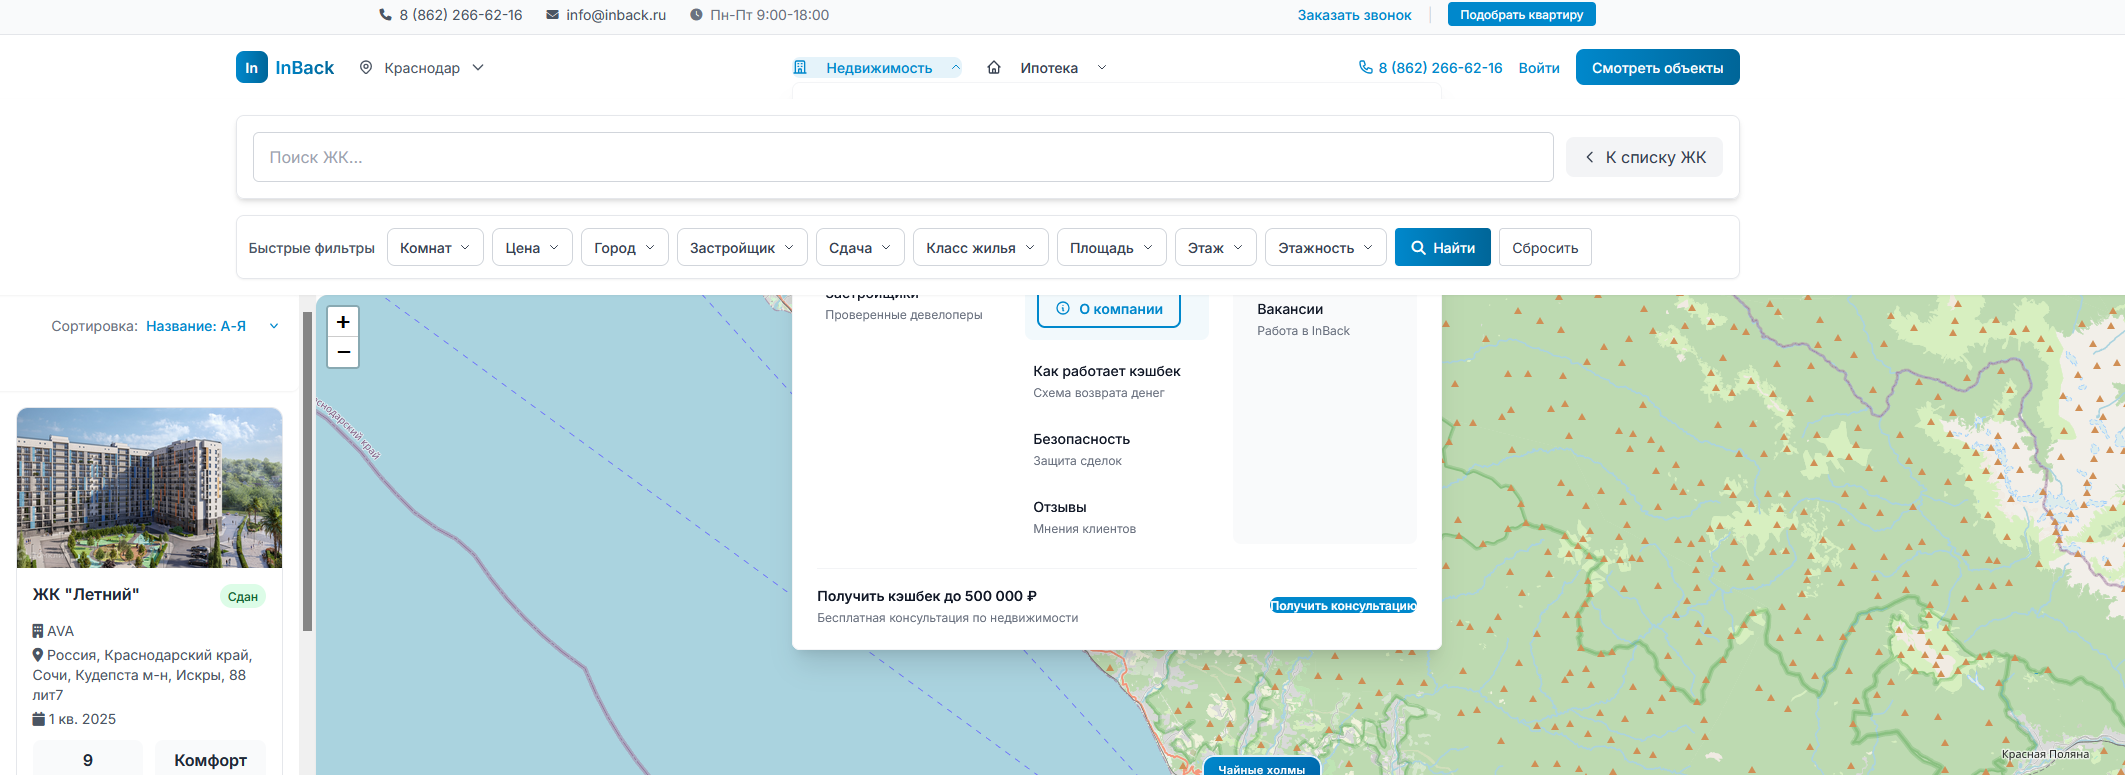 8 (862) 266-62-16 info@inback.ru Пн-Пт 9:00-18:00 Заказать звонок Подобрать квартиру
In InBack Краснодар Недвижимость Ипотека 8 (862) 266-62-16 Войти Смотреть объекты
Поиск ЖК... К списку ЖК
Быстрые фильтры Комнат Цена Город Застройщик Сдача Класс жилья Площадь Этаж Этажность Найти Сбросить
Сортировка: Название: А-Я
+
−
ЖК "Летний" Сдан
AVA
Россия, Краснодарский край,
Сочи, Кудепста м-н, Искры, 88
лит7
1 кв. 2025
9 Комфорт
Застройщики
Проверенные девелоперы
О компании
Как работает кэшбек
Схема возврата денег
Безопасность
Защита сделок
Отзывы
Мнения клиентов
Вакансии
Работа в InBack
Получить кэшбек до 500 000 ₽
Бесплатная консультация по недвижимости
Получить консультацию
Чайные холмы
Красная Поляна